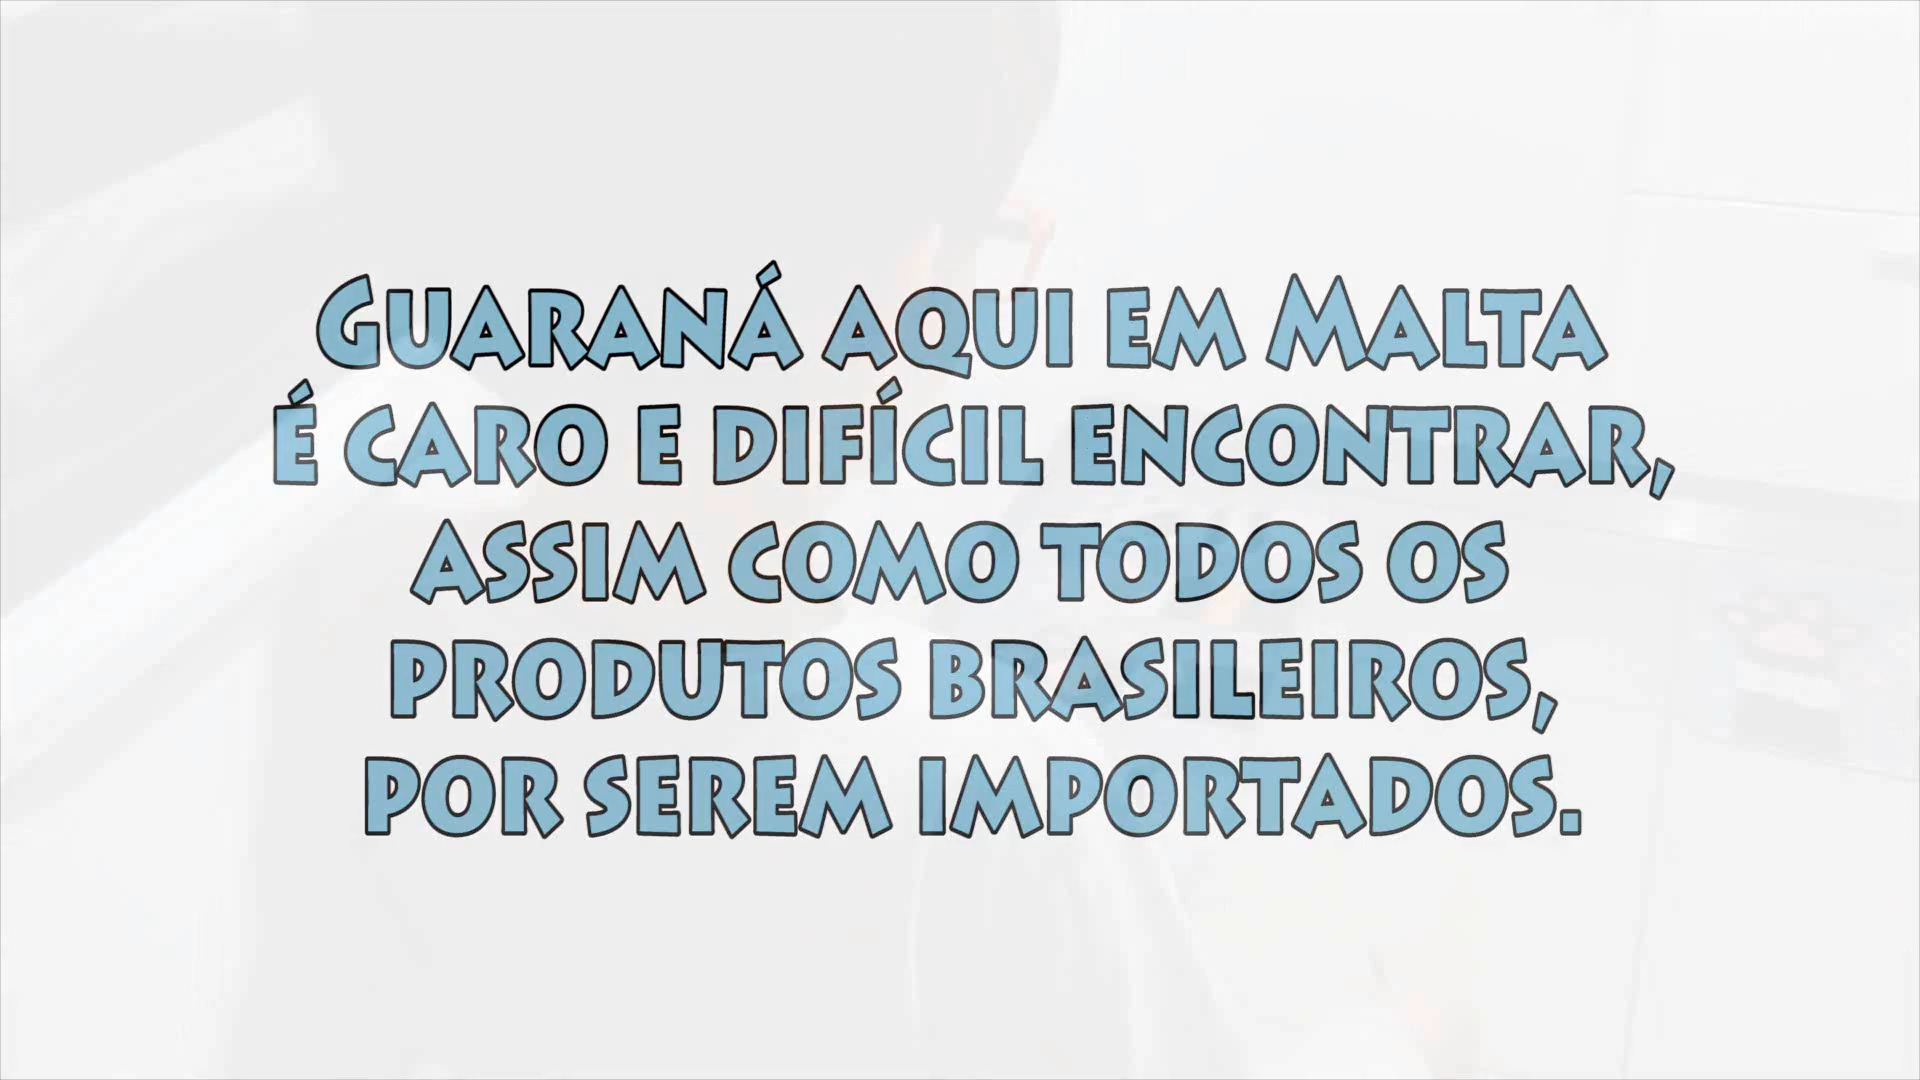 Guaraná aqui em Malta
é caro e difícil encontrar,
assim como todos os
produtos brasileiros,
por serem importados.